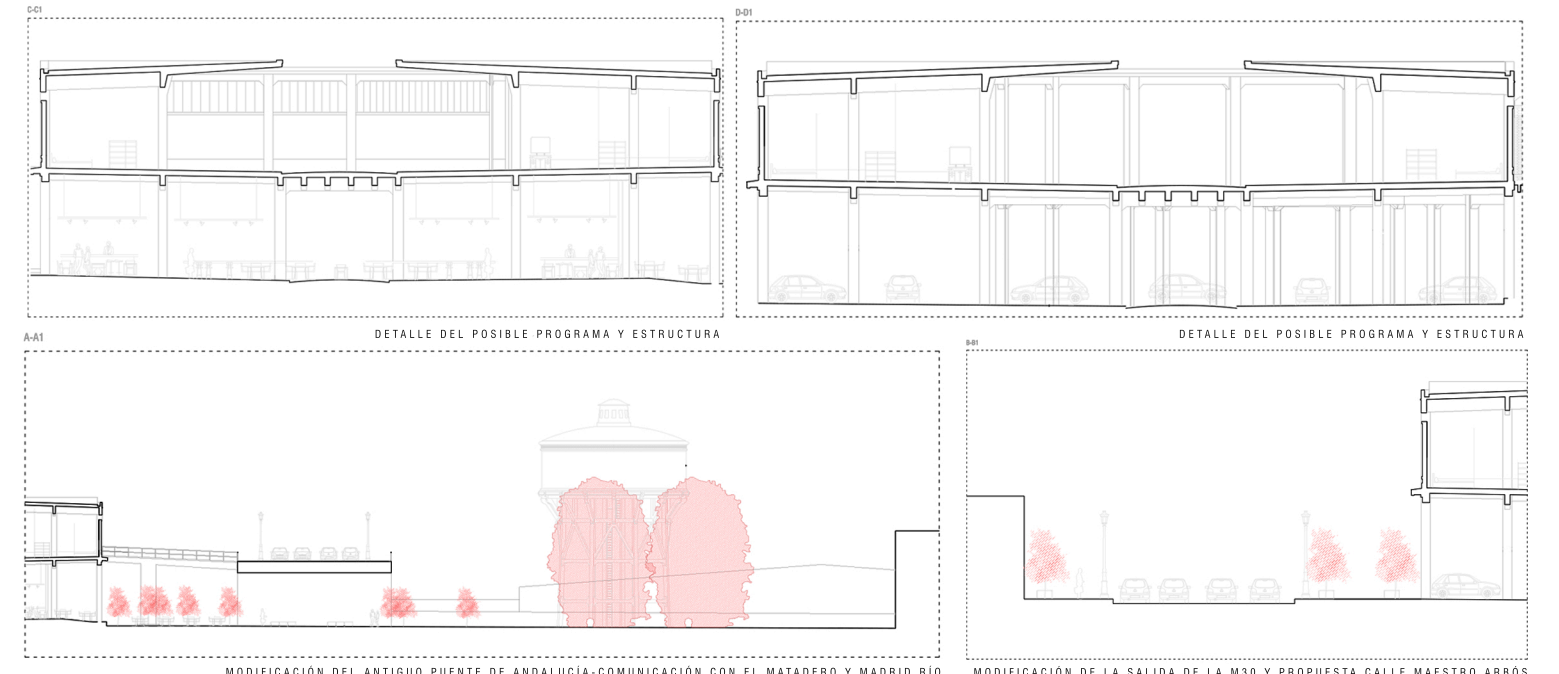 C-C1
D-D1
DETALLE DEL POSIBLE PROGRAMA Y ESTRUCTURA
DETALLE DEL POSIBLE PROGRAMA Y ESTRUCTURA
A-A1
B-B1
MODIFICACIÓN DEL ANTIGUO PUENTE DE ANDALUCÍA-COMUNICACIÓN CON EL MATADERO Y MADRID RÍO
MODIFICACIÓN DE LA SALIDA DE LA M30 Y PROPUESTA CALLE MAESTRO ARBÓS